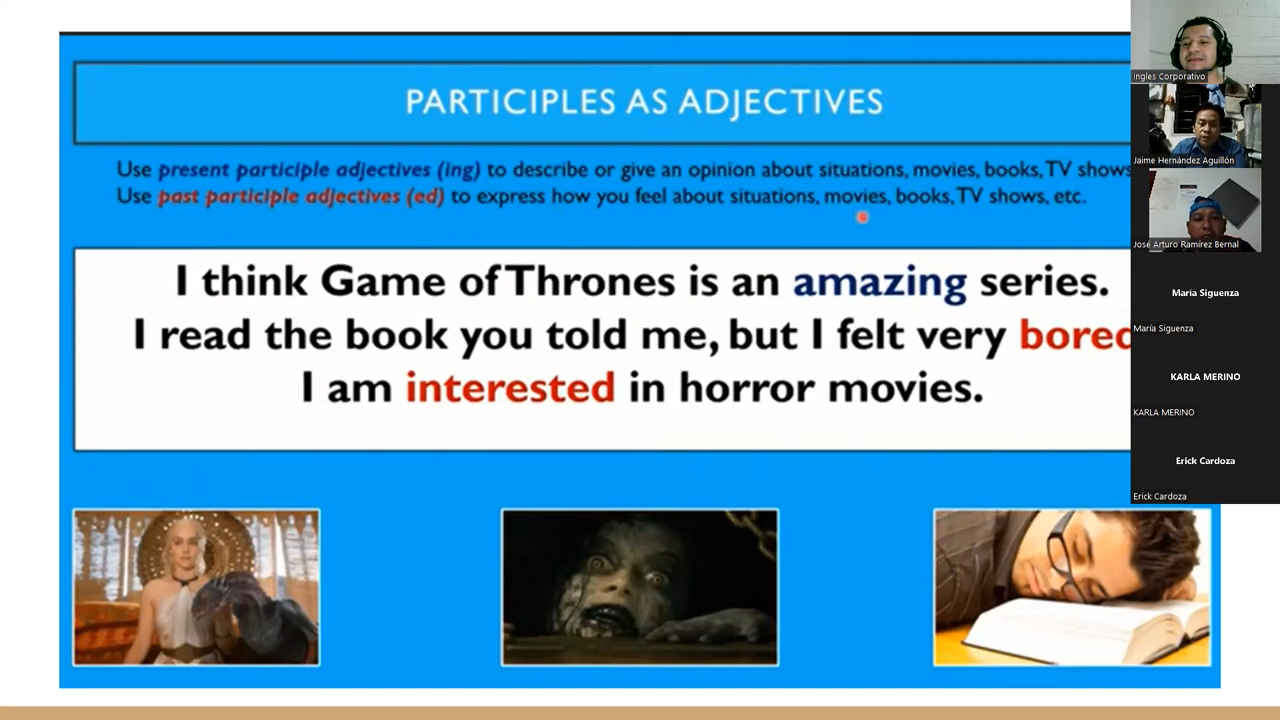 PARTICIPLES AS ADJECTIVES
Use present participle adjectives (ing) to describe or give an opinion about situations, movies, books, TV shows
Use past participle adjectives (ed) to express how you feel about situations, movies, books, TV shows, etc.
I think Game of Thrones is an amazing series.
I read the book you told me, but I felt very bored
I am interested in horror movies.
Ingles Corporativo
Jaime Hernández Aguillón
José Arturo Ramírez Bernal
María Siguenza
María Siguenza
KARLA MERINO
KARLA MERINO
Erick Cardoza
Erick Cardoza